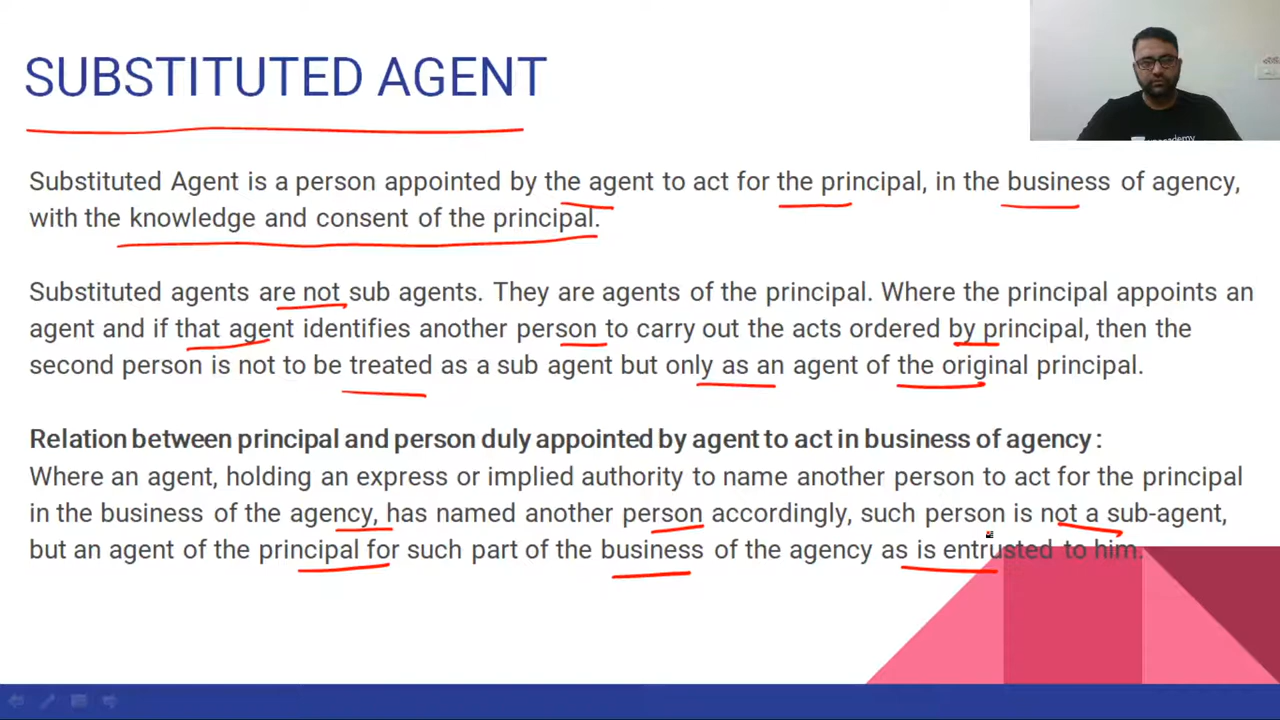 SUBSTITUTED AGENT
Substituted Agent is a person appointed by the agent to act for the principal, in the business of agency,
with the knowledge and consent of the principal.
Substituted agents are not sub agents. They are agents of the principal. Where the principal appoints an
agent and if that agent identifies another person to carry out the acts ordered by principal, then the
second person is not to be treated as a sub agent but only as an agent of the original principal.
Relation between principal and person duly appointed by agent to act in business of agency :
Where an agent, holding an express or implied authority to name another person to act for the principal
in the business of the agency, has named another person accordingly, such person is not a sub-agent,
but an agent of the principal for such part of the business of the agency as is entrusted to him.